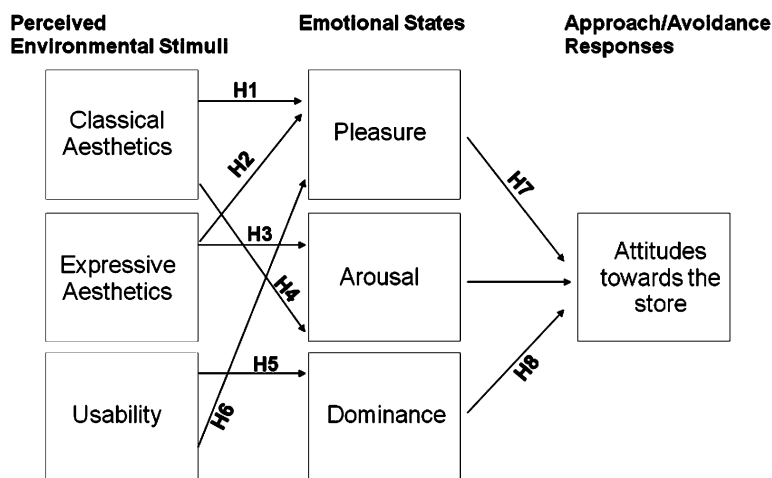 Perceived
Environmental Stimuli
Emotional States
Approach/Avoidance
Responses
Classical
Aesthetics
H1
Pleasure
H2
H7
Expressive
Aesthetics
H3
H4
Arousal
Attitudes
towards the
store
Usability
H5
H6
Dominance
H8